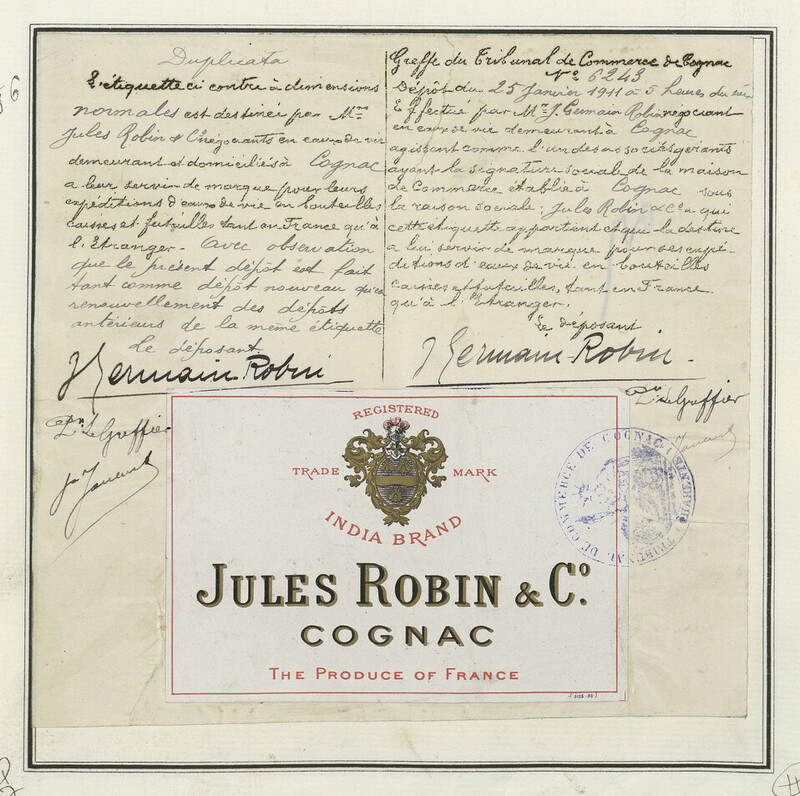 Duplicata
L'étiquette ci contre à dimensions
normales est destinée par Mrs
Jules Robin & Cie négociants en eaux de vie
demeurant et domiciliés à Cognac
a leur servir de marque pour leurs
expéditions d'eaux de vie en bouteilles
caisses et futailles tant en France qu'à
l'Etranger. Avec observation
que le présent dépôt est fait
tant comme dépôt nouveau qu'en
renouvellement des dépôts
antérieurs de la même étiquette
Le déposant
J Germain-Robin
Le Greffier
Greffe du Tribunal de Commerce de Cognac
No 6243
Dépôt du 25 Janvier 1911 à 5 heures du soir
Effectué par Mr J. Germain Robin négociant
en eaux de vie demeurant à Cognac
agissant comme l'un des associés gérants
ayant la signature sociale de la maison
de Commerce établie à Cognac sous
la raison sociale: Jules Robin & Cie a qui
cette étiquette appartient et qui la destine
a lui servir de marque pour ses expé-
ditions d'eaux de vie en bouteilles
caisses et futailles, tant en France
qu'à l'Etranger.
Le déposant
J Germain-Robin
Le Greffier
REGISTERED
TRADE MARK
INDIA BRAND
JULES ROBIN & Co.
COGNAC
THE PRODUCE OF FRANCE
TRIBUNAL DE COMMERCE DE COGNAC